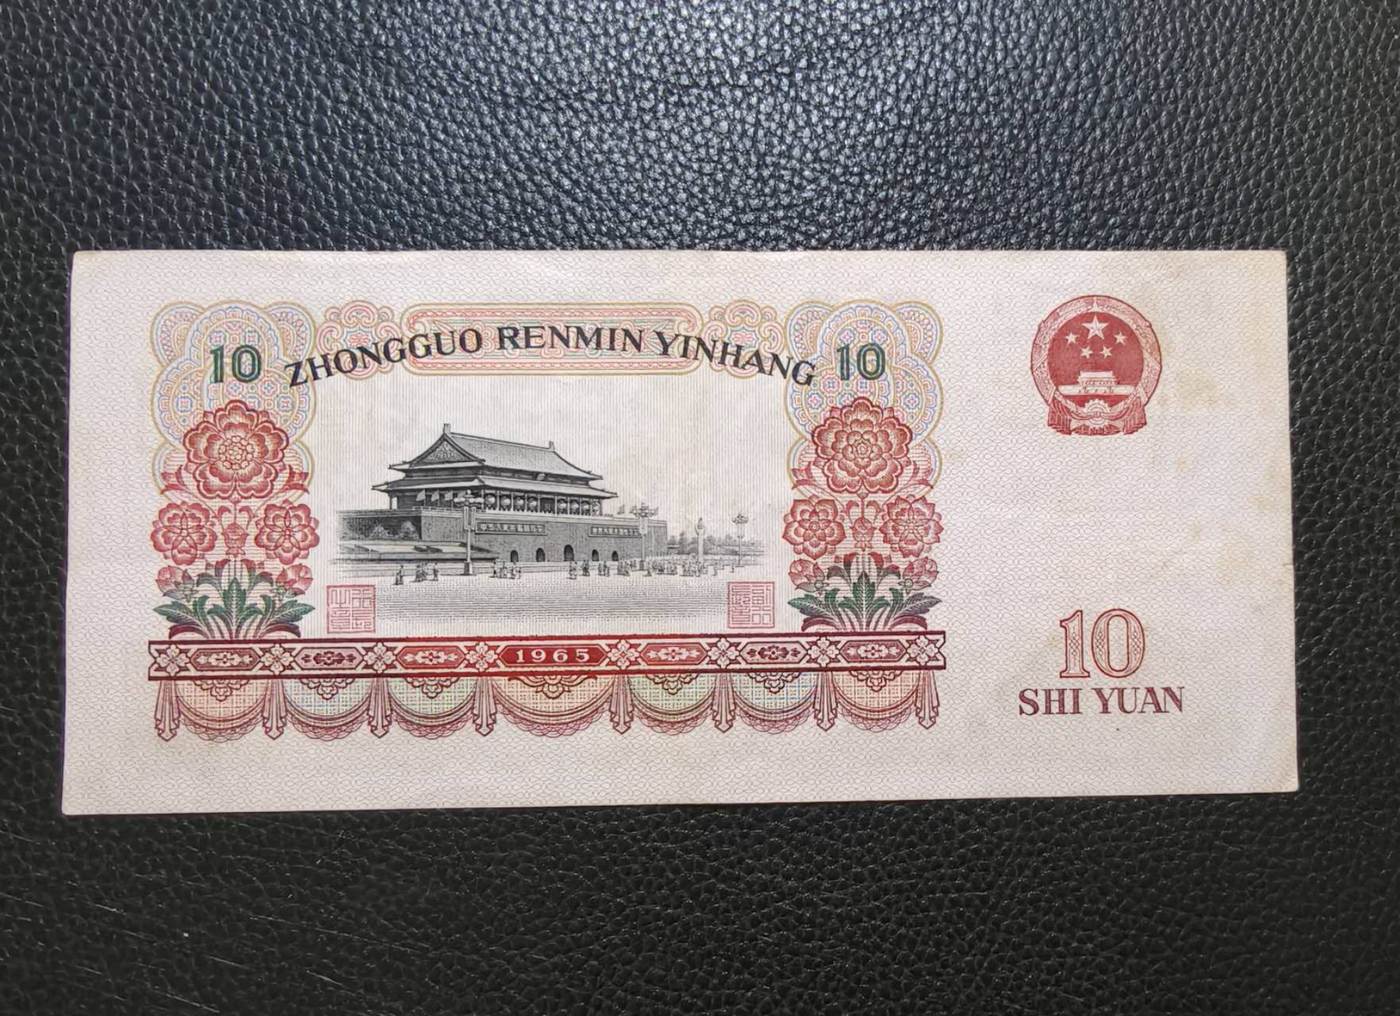 10 ZHONGGUO RENMIN YINHANG 10
1965
10
SHI YUAN